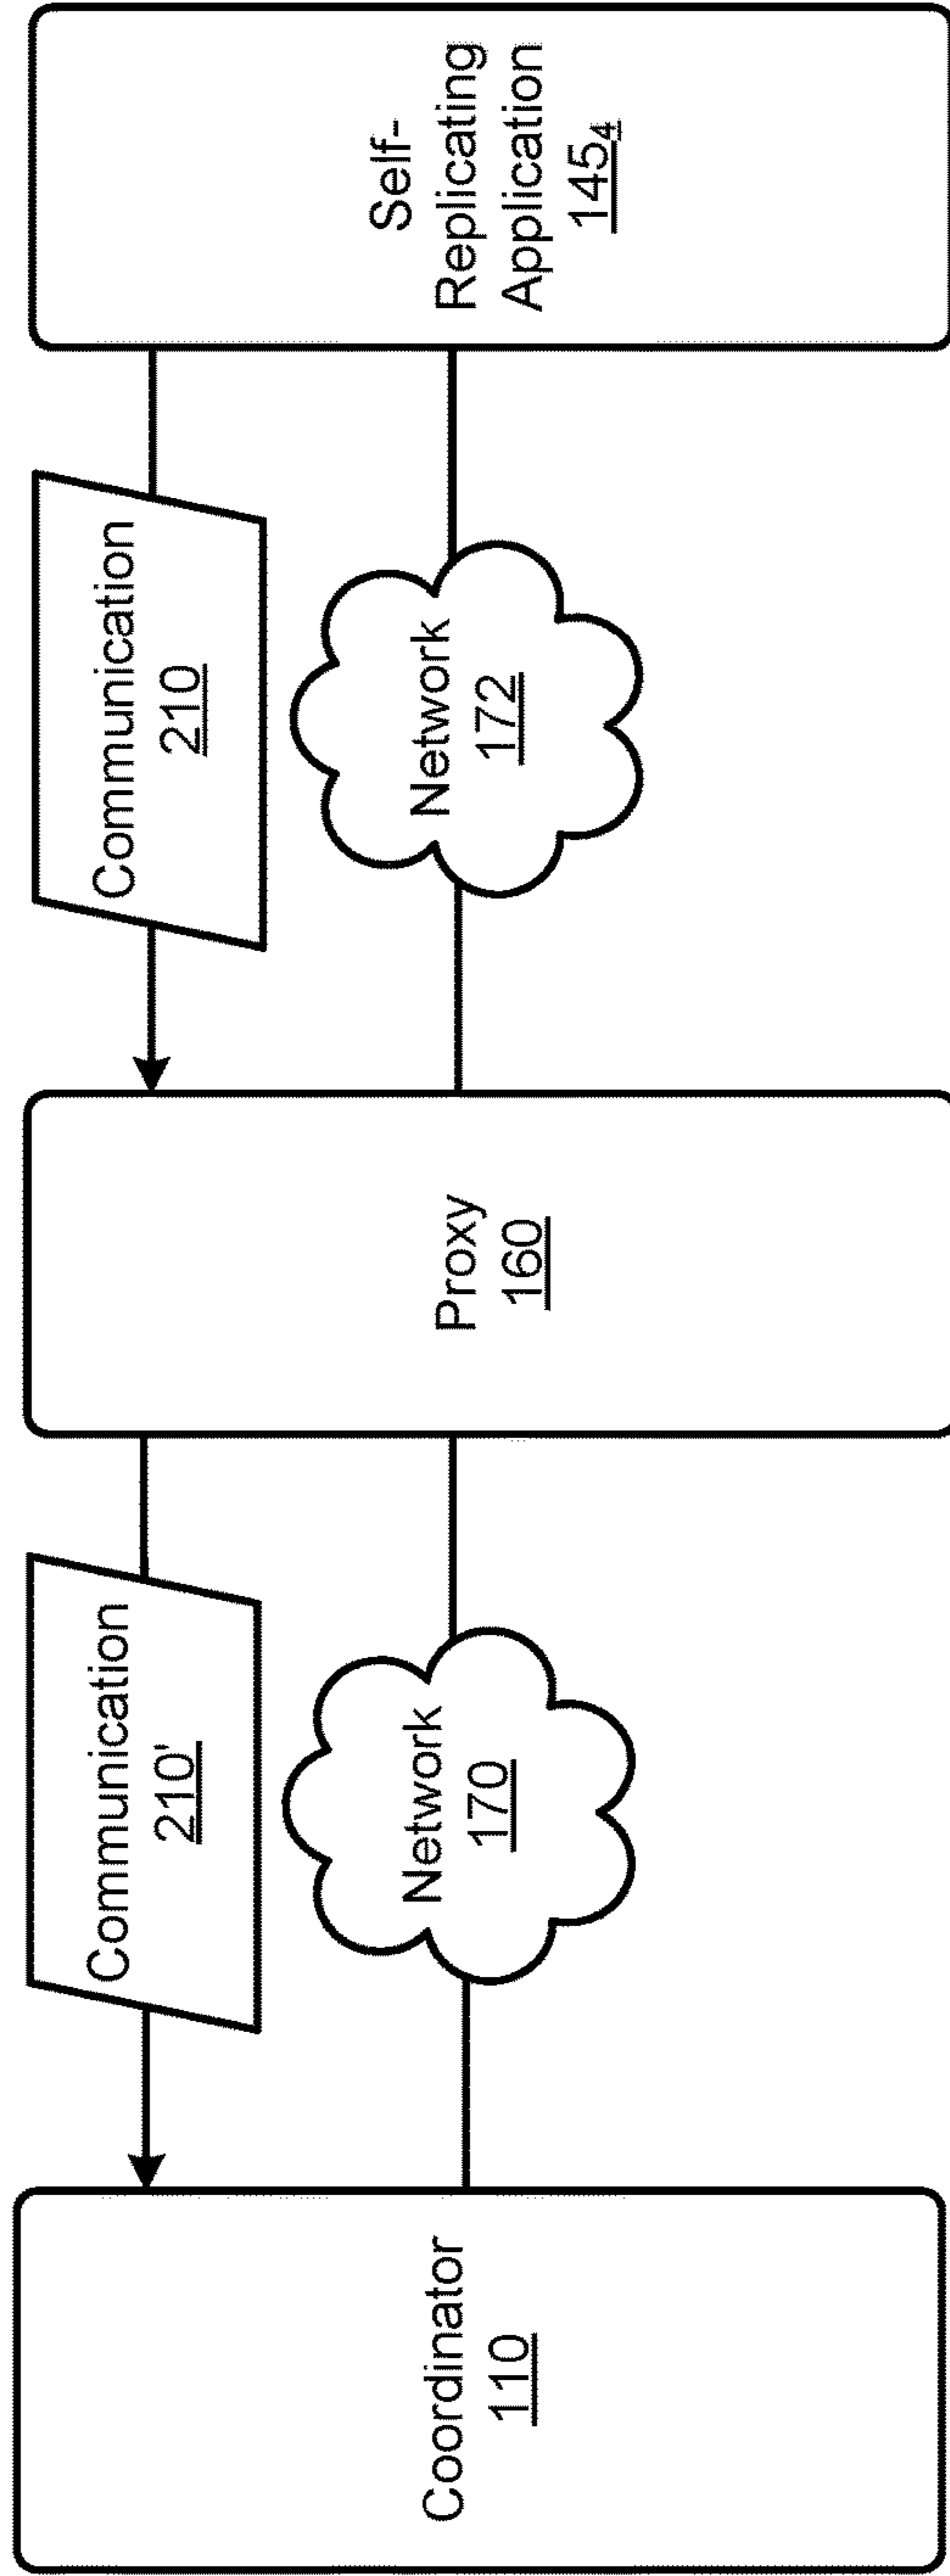 Coordinator
110
Communication
210'
Network
170
Proxy
160
Communication
210
Network
172
Self-
Replicating
Application
145₄